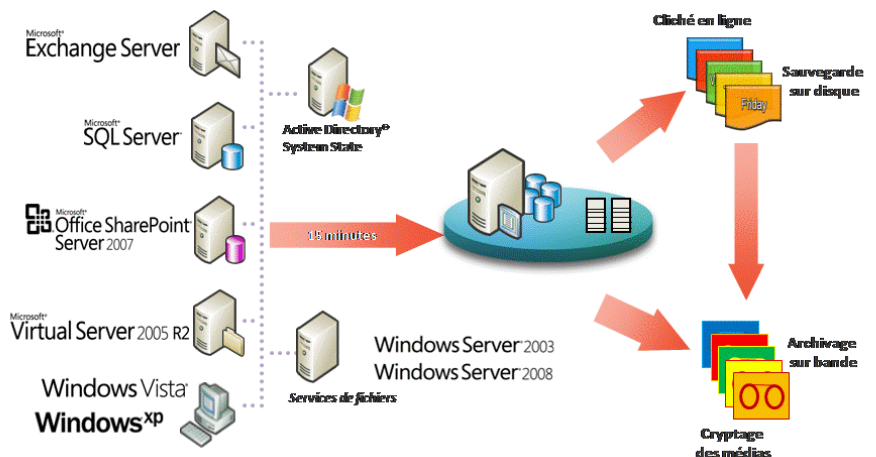 Microsoft®
Exchange Server
Microsoft®
SQL Server
Microsoft®
Office SharePoint®
Server 2007
Microsoft®
Virtual Server 2005 R2
Windows Vista®
Windows xp
Active Directory®
System State
15 minutes
Services de fichiers
Windows Server® 2003
Windows Server® 2008
Cliché en ligne
Friday
Sauvegarde
sur disque
Archivage
sur bande
Cryptage
des médias